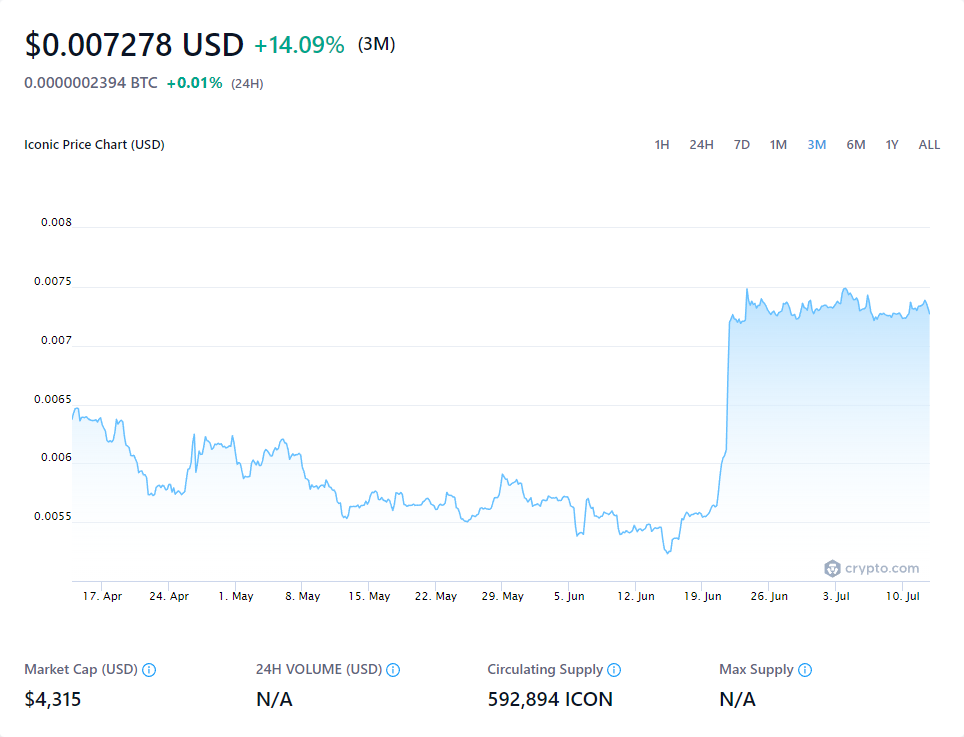 $0.007278 USD +14.09% (3M)
0.0000002394 BTC +0.01% (24H)
Iconic Price Chart (USD) 1H 24H 7D 1M 3M 6M 1Y ALL
0.008
0.0075
0.007
0.0065
0.006
0.0055
crypto.com
17. Apr 24. Apr 1. May 8. May 15. May 22. May 29. May 5. Jun 12. Jun 19. Jun 26. Jun 3. Jul 10. Jul
Market Cap (USD) 24H VOLUME (USD) Circulating Supply Max Supply
$4,315 N/A 592,894 ICON N/A